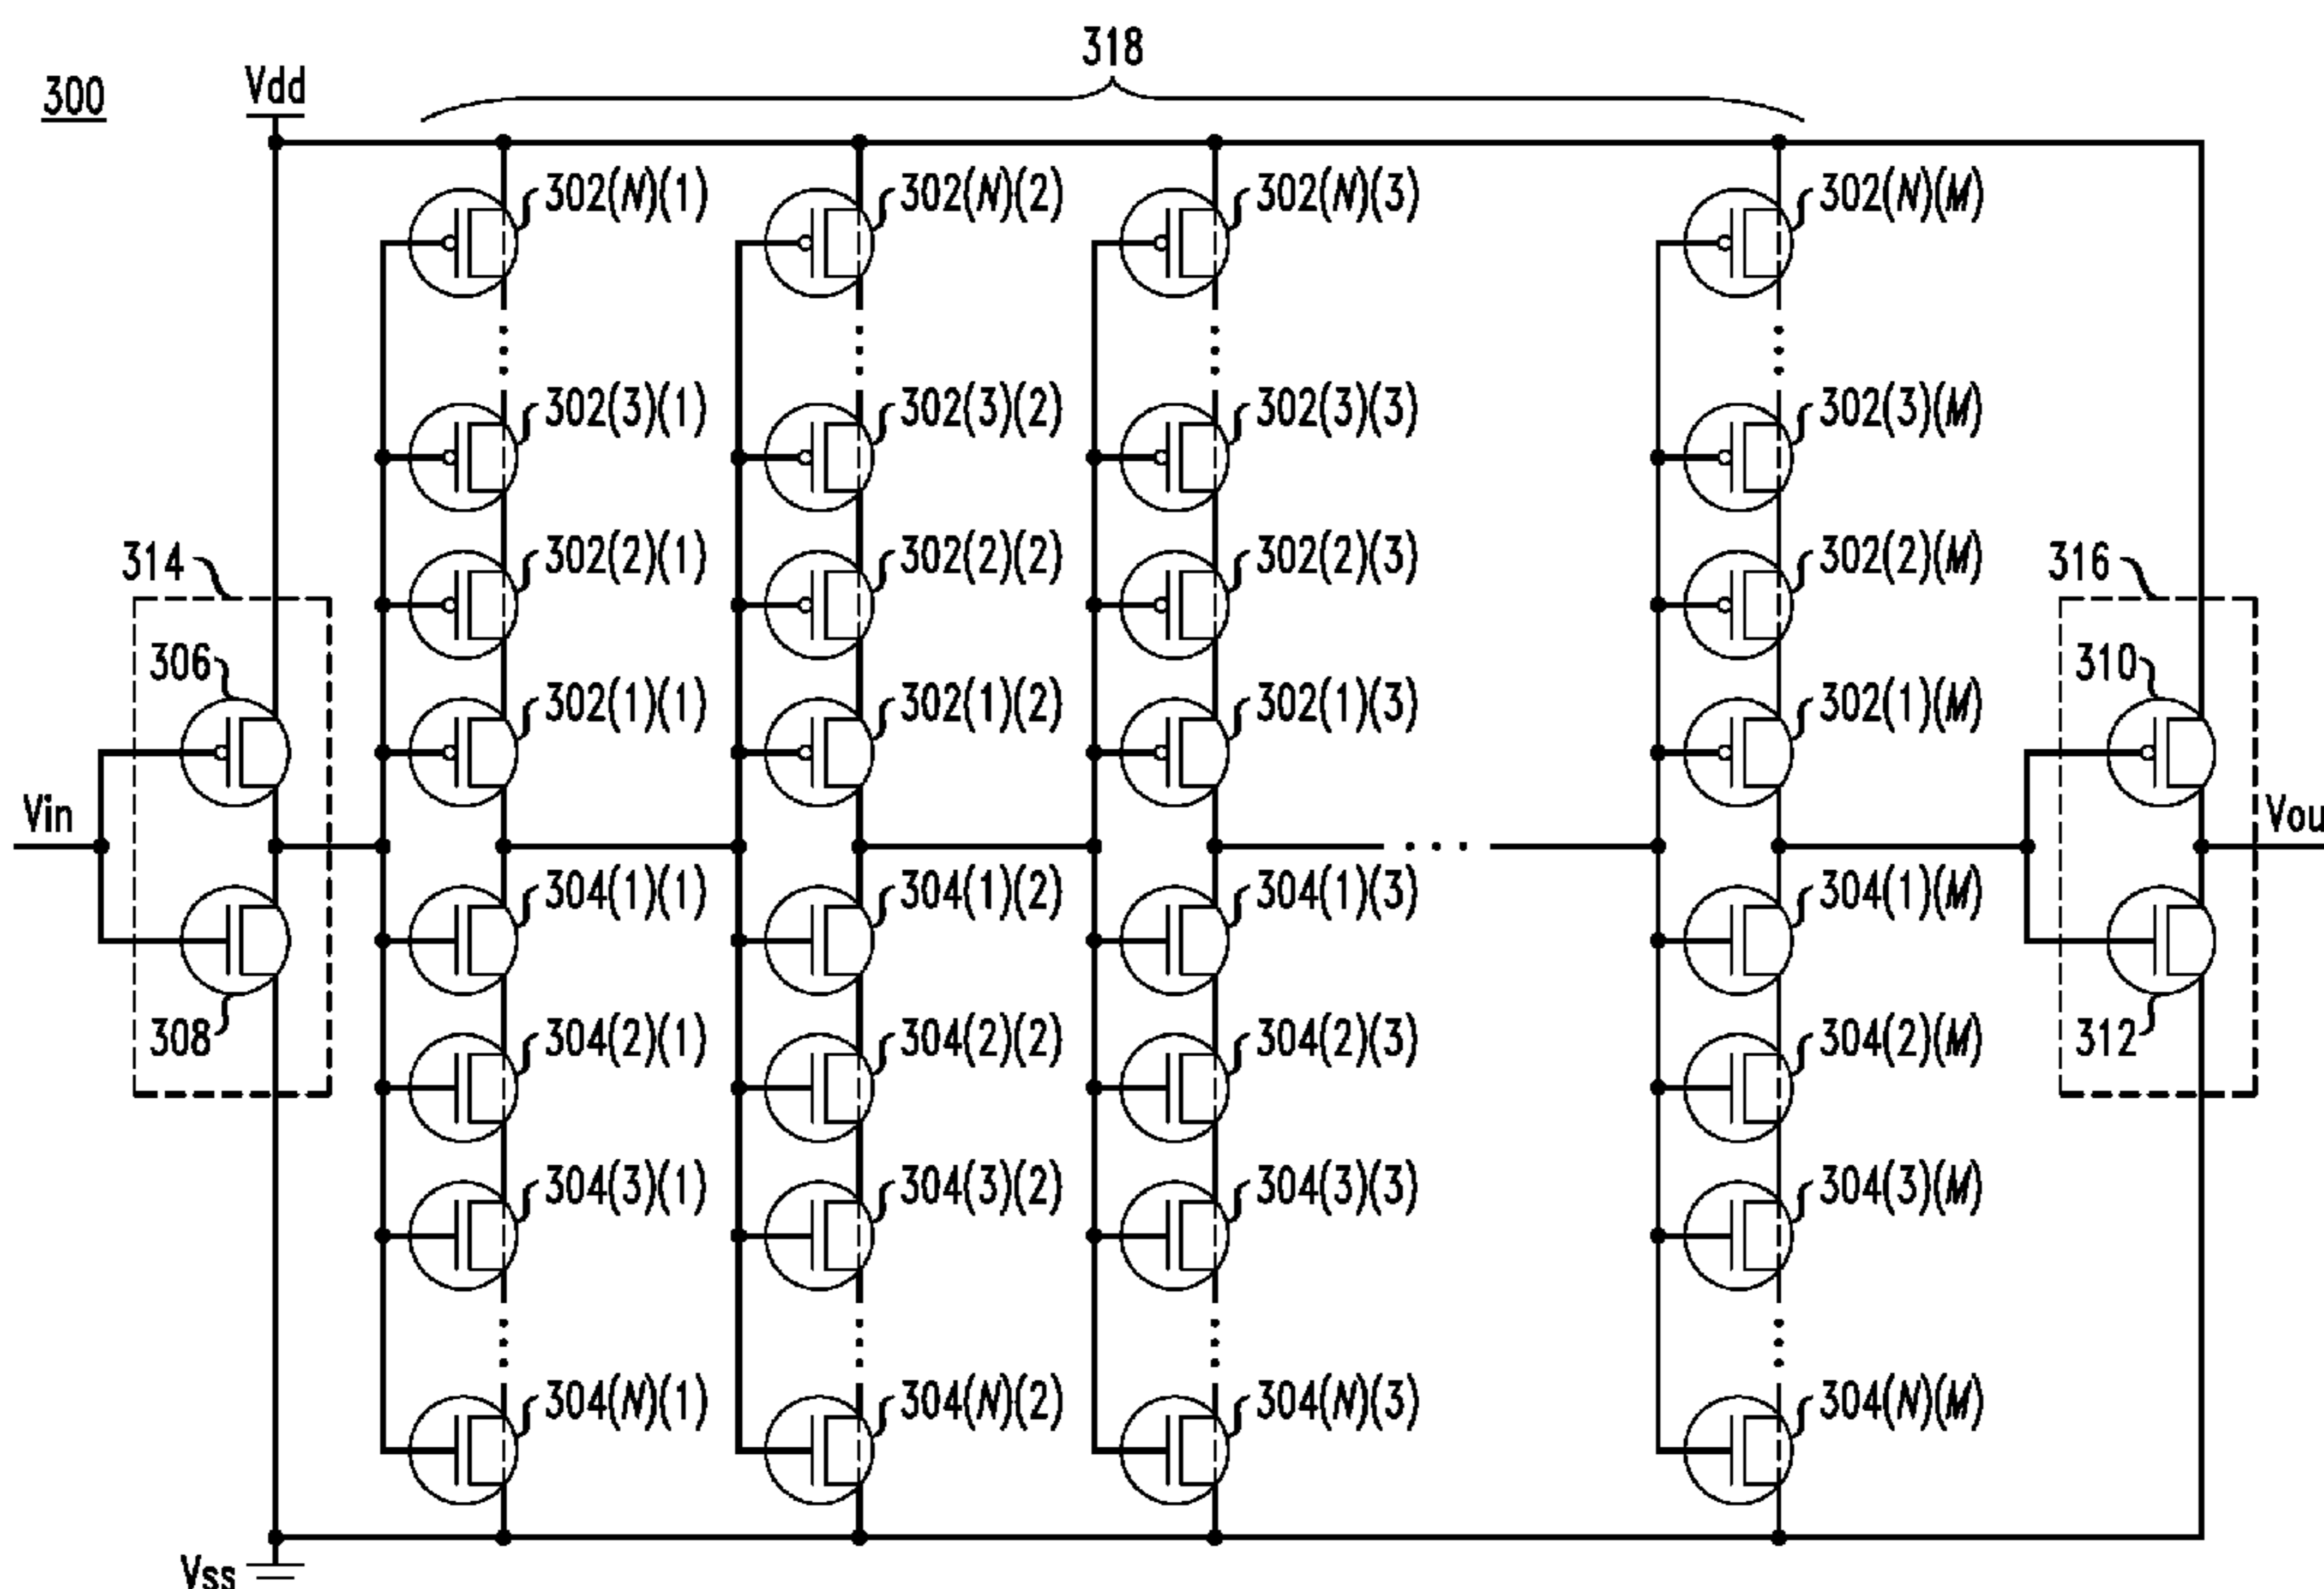 318
300
Vdd
302(N)(1) 302(N)(2) 302(N)(3) 302(N)(M)
302(3)(1) 302(3)(2) 302(3)(3) 302(3)(M)
314 302(2)(1) 302(2)(2) 302(2)(3) 302(2)(M) 316
306 302(1)(1) 302(1)(2) 302(1)(3) 302(1)(M) 310
Vin Vou
304(1)(1) 304(1)(2) 304(1)(3) 304(1)(M)
308 304(2)(1) 304(2)(2) 304(2)(3) 304(2)(M) 312
304(3)(1) 304(3)(2) 304(3)(3) 304(3)(M)
304(N)(1) 304(N)(2) 304(N)(3) 304(N)(M)
Vss